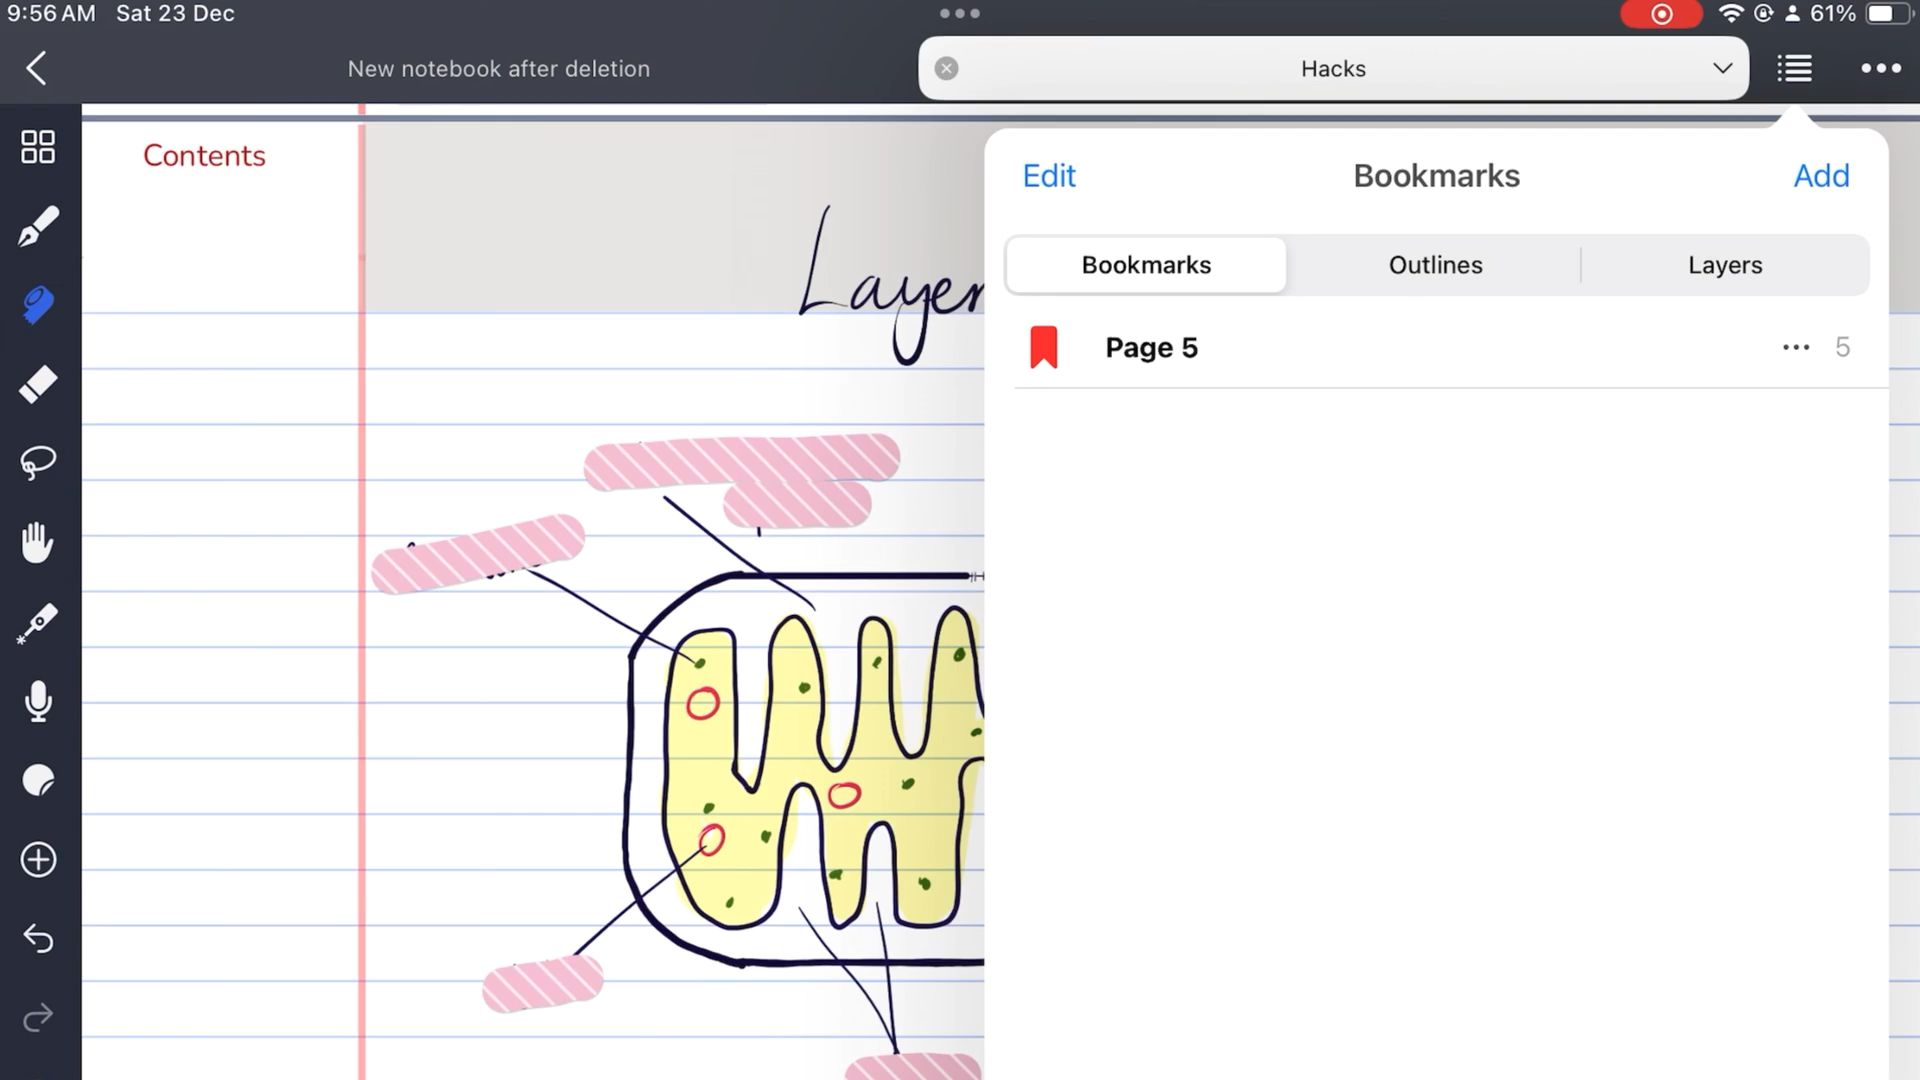 9:56 AM Sat 23 Dec
61%
New notebook after deletion
Hacks
Contents
Edit
Bookmarks
Add
Bookmarks
Outlines
Layers
Layer
Page 5
5